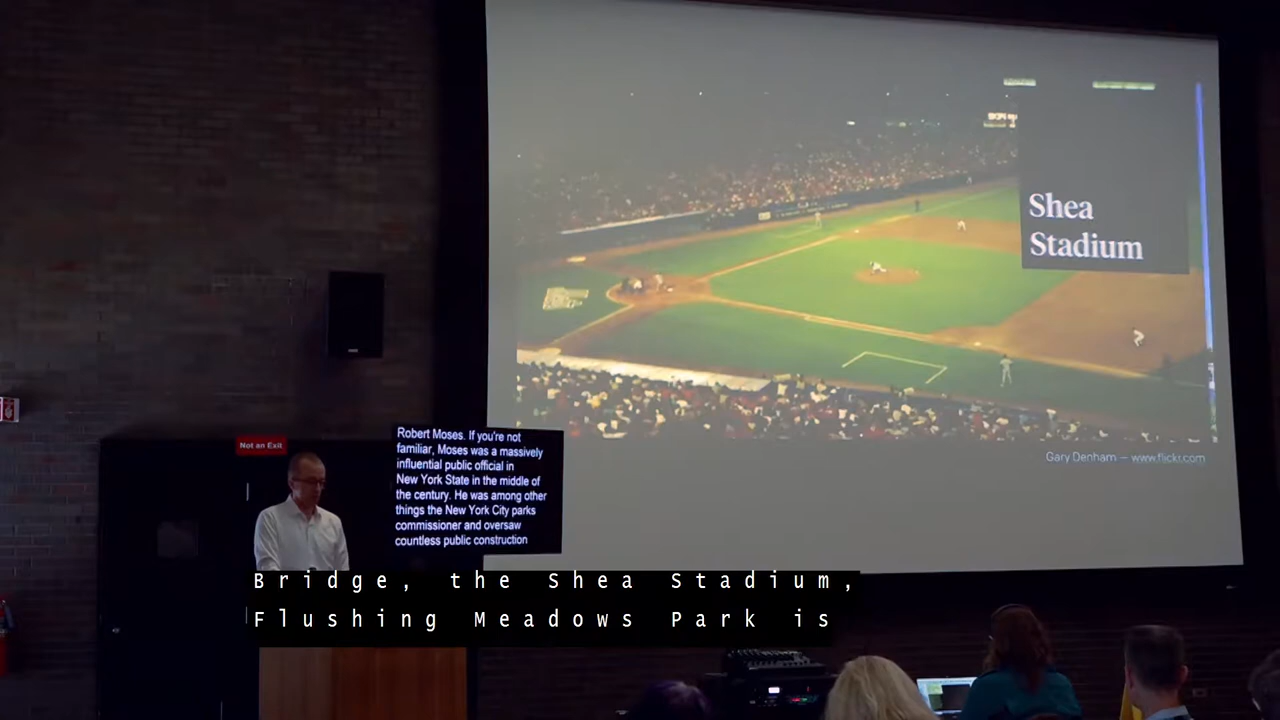 Shea
Stadium
Gary Denham — www.flickr.com
Not an Exit
Robert Moses. If you're not
familiar, Moses was a massively
influential public official in
New York State in the middle of
the century. He was among other
things the New York City parks
commissioner and oversaw
countless public construction
Bridge, the Shea Stadium,
Flushing Meadows Park is